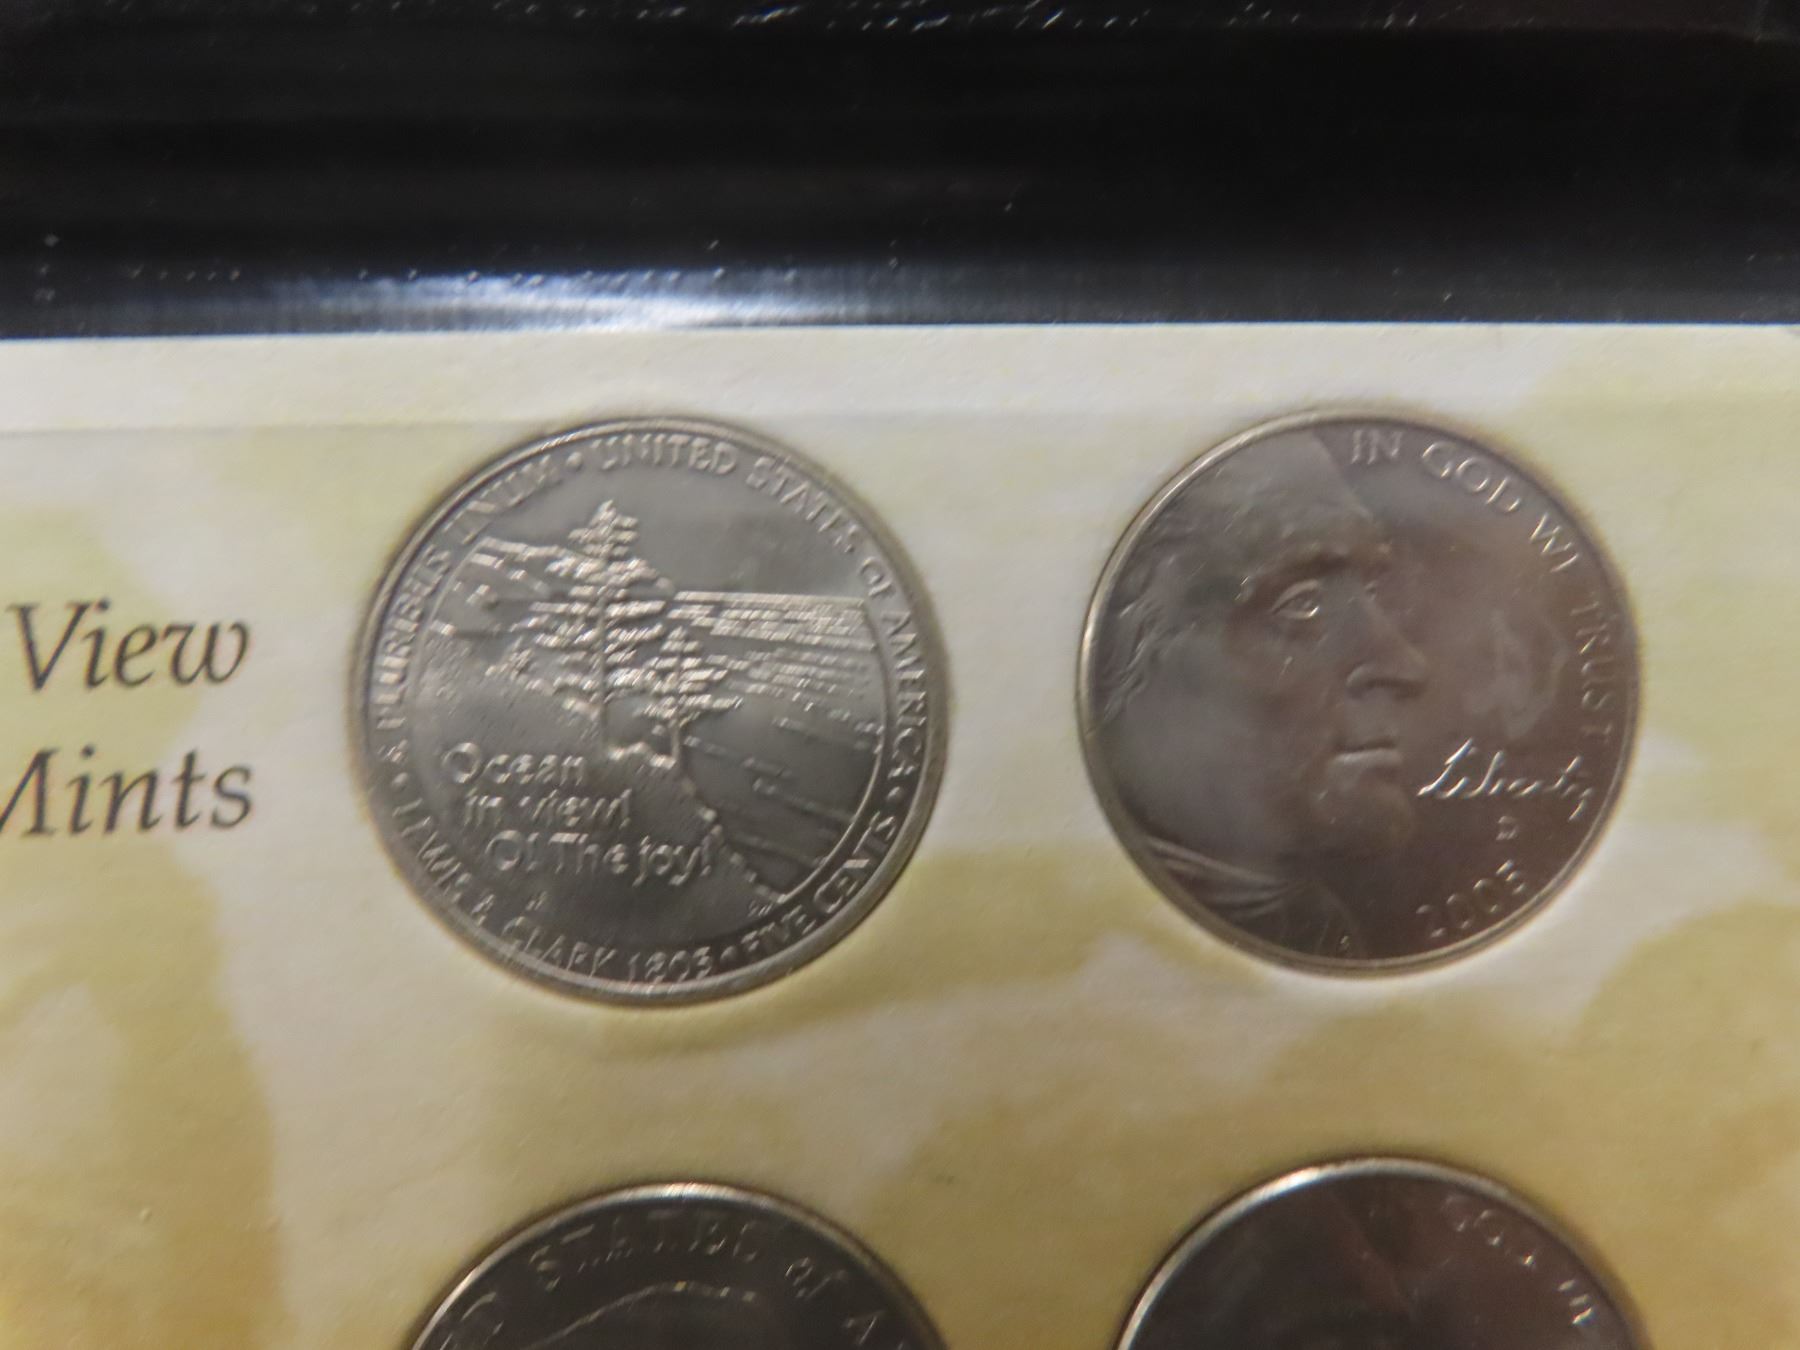 View
Mints
E PLURIBUS UNUM • UNITED STATES OF AMERICA •
Ocean
in view!
O! The joy!
• LEWIS & CLARK 1805 • FIVE CENTS
IN GOD WE TRUST
Liberty
2005
STATES of A
GOD